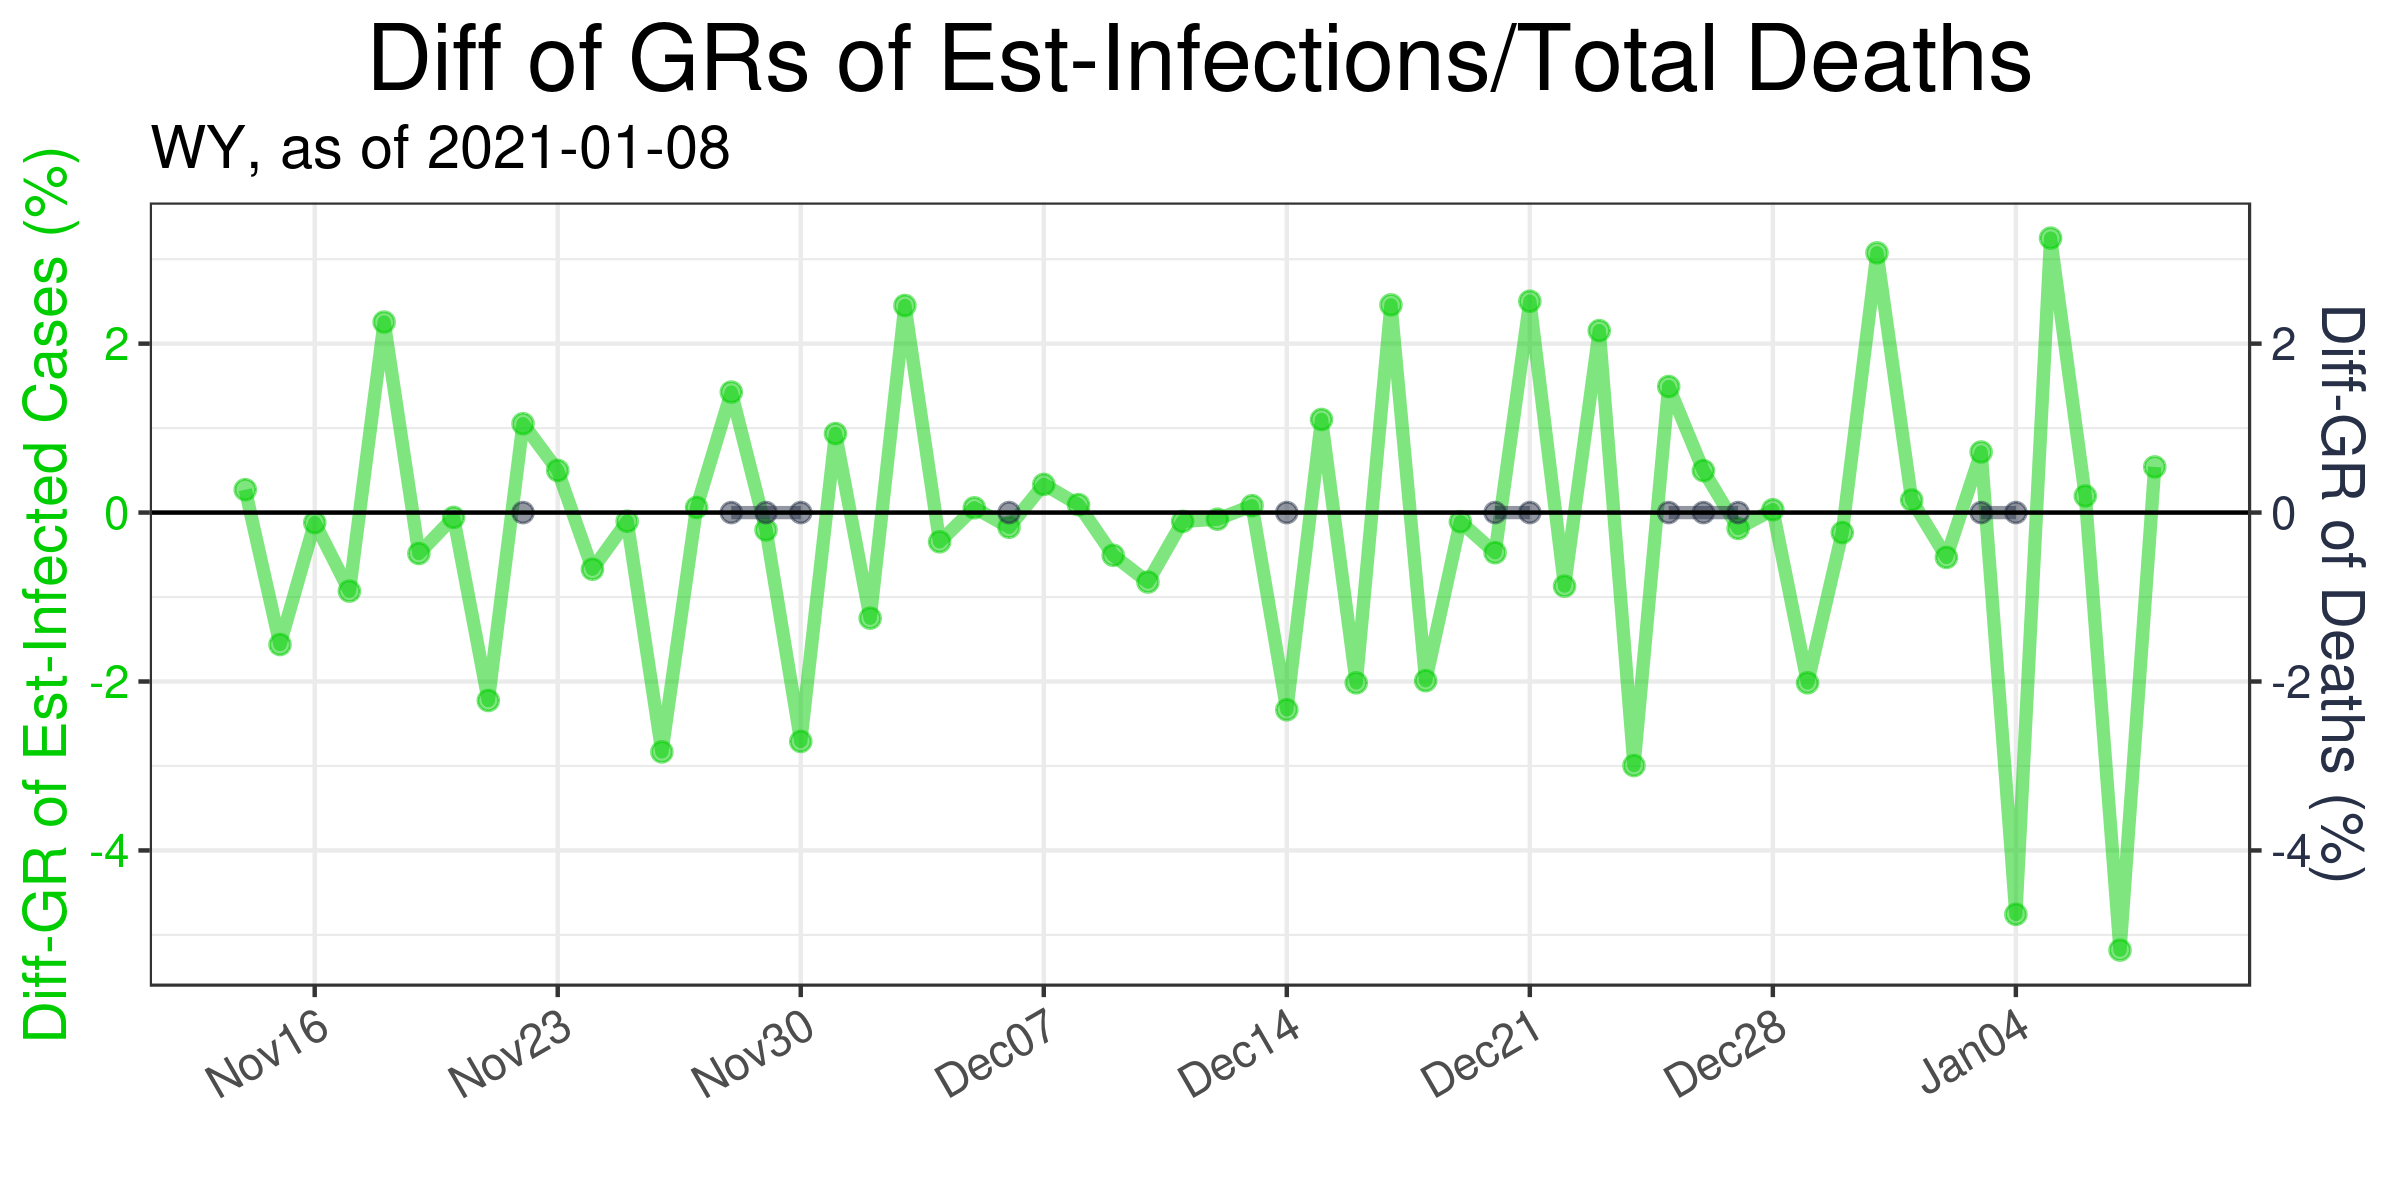 Diff of GRs of Est-Infections/Total Deaths
WY, as of 2021-01-08
Diff-GR of Est-Infected Cases (%)
2
0
-2
-4
2
0
-2
-4
Diff-GR of Deaths (%)
Nov16
Nov23
Nov30
Dec07
Dec14
Dec21
Dec28
Jan04